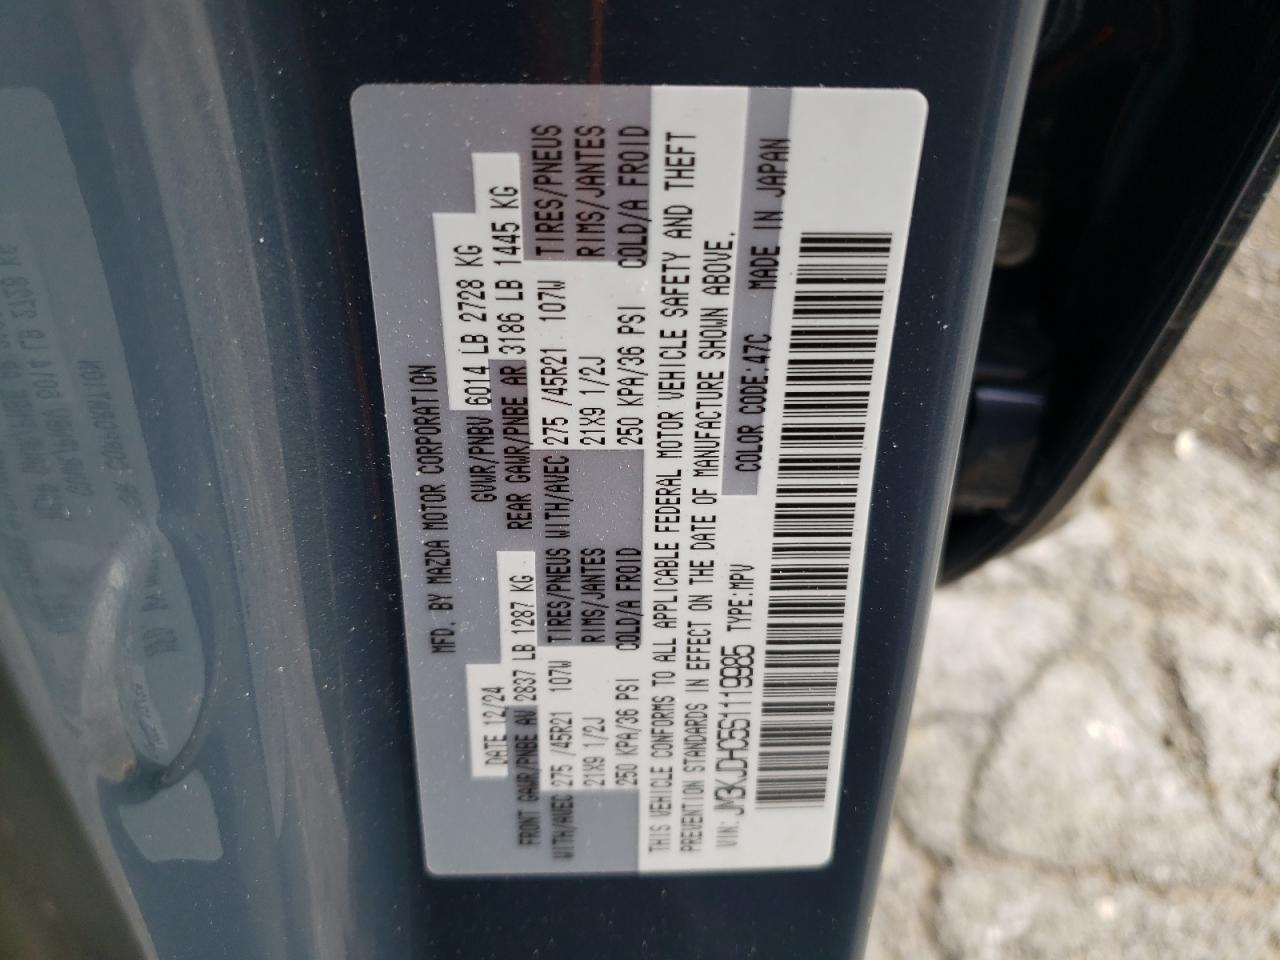 MFD. BY MAZDA MOTOR CORPORATION
DATE 12/24 GVWR/PNBV 6014 LB 2728 KG
FRONT GAWR/PNBE AV 2837 LB 1287 KG REAR GAWR/PNBE AR 3186 LB 1445 KG
WITH/AVEC 275 /45R21 107W TIRES/PNEUS WITH/AVEC 275 /45R21 107W TIRES/PNEUS
21X9 1/2J RIMS/JANTES 21X9 1/2J RIMS/JANTES
250 KPA/36 PSI COLD/A FROID 250 KPA/36 PSI COLD/A FROID
THIS VEHICLE CONFORMS TO ALL APPLICABLE FEDERAL MOTOR VEHICLE SAFETY AND THEFT
PREVENTION STANDARDS IN EFFECT ON THE DATE OF MANUFACTURE SHOWN ABOVE.
VIN: JM3KJDHC5S1119985 TYPE:MPV COLOR CODE:47C MADE IN JAPAN